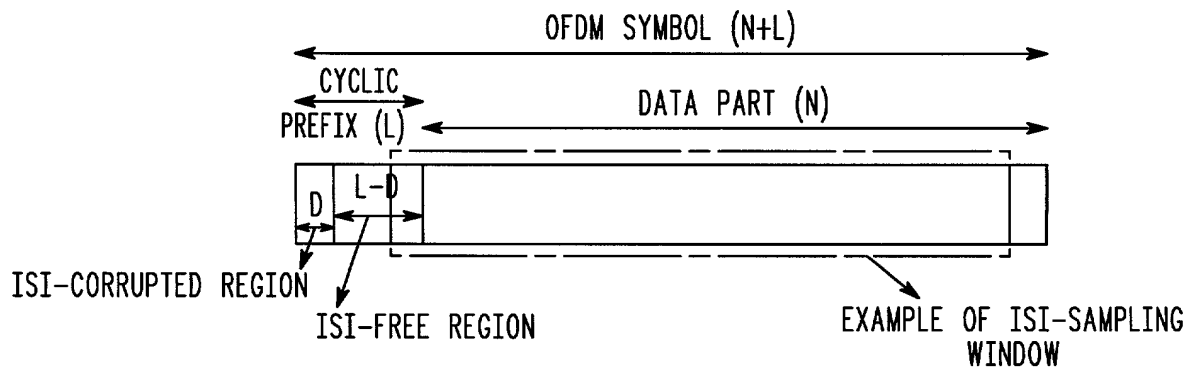 OFDM SYMBOL (N+L)
CYCLIC
PREFIX (L)
DATA PART (N)
D
L-D
ISI-CORRUPTED REGION
ISI-FREE REGION
EXAMPLE OF ISI-SAMPLING
WINDOW